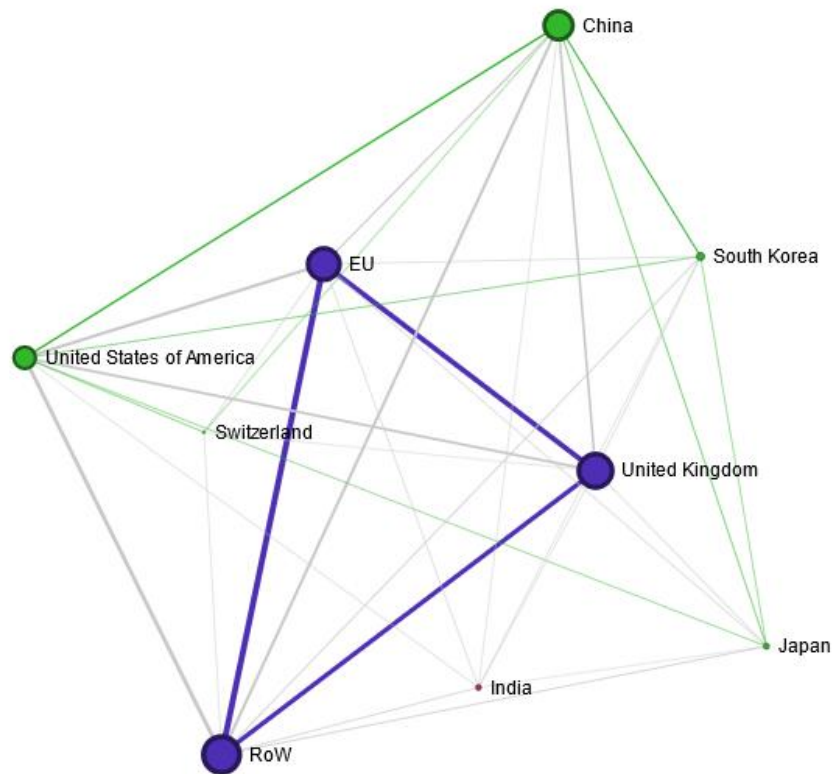 China
EU
South Korea
United States of America
Switzerland
United Kingdom
Japan
India
RoW